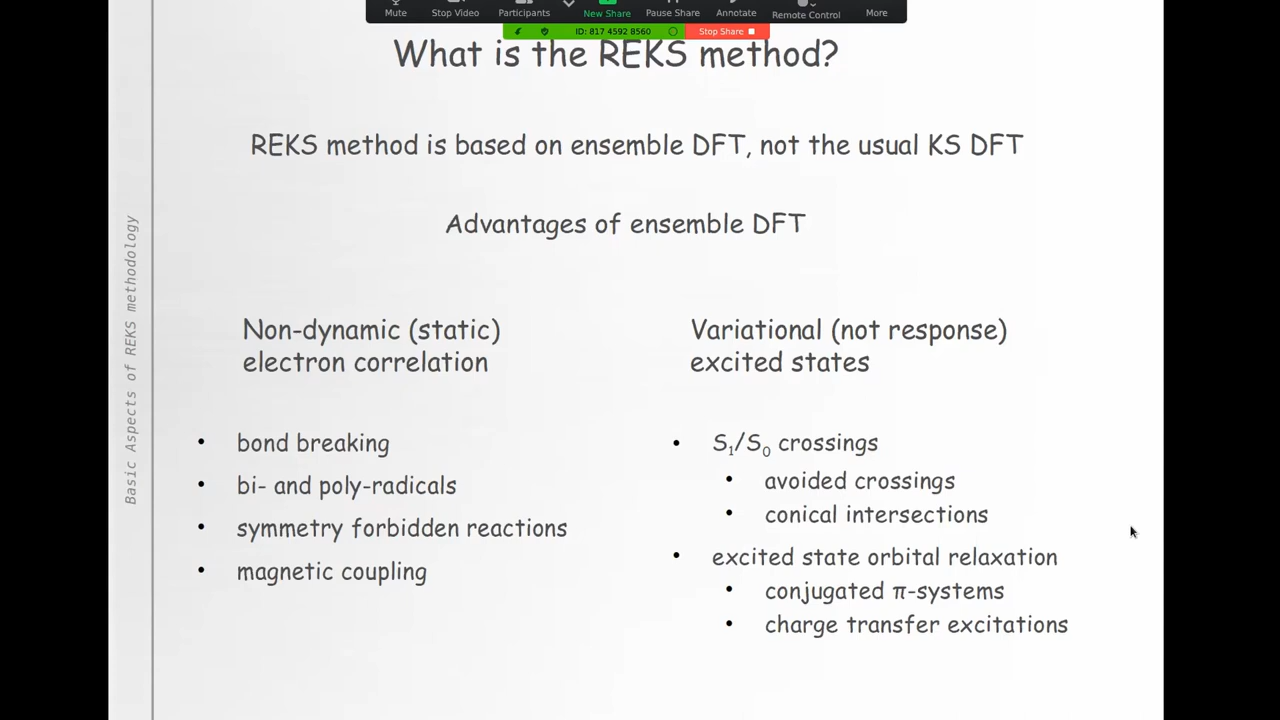 Mute
Stop Video
Participants
New Share
Pause Share
Annotate
Remote Control
More
ID: 817 4592 8560
Stop Share
What is the REKS method?
REKS method is based on ensemble DFT, not the usual KS DFT
Advantages of ensemble DFT
Basic Aspects of REKS methodology
Non-dynamic (static)
electron correlation
• bond breaking
• bi- and poly-radicals
• symmetry forbidden reactions
• magnetic coupling
Variational (not response)
excited states
• S₁/S₀ crossings
• avoided crossings
• conical intersections
• excited state orbital relaxation
• conjugated π-systems
• charge transfer excitations